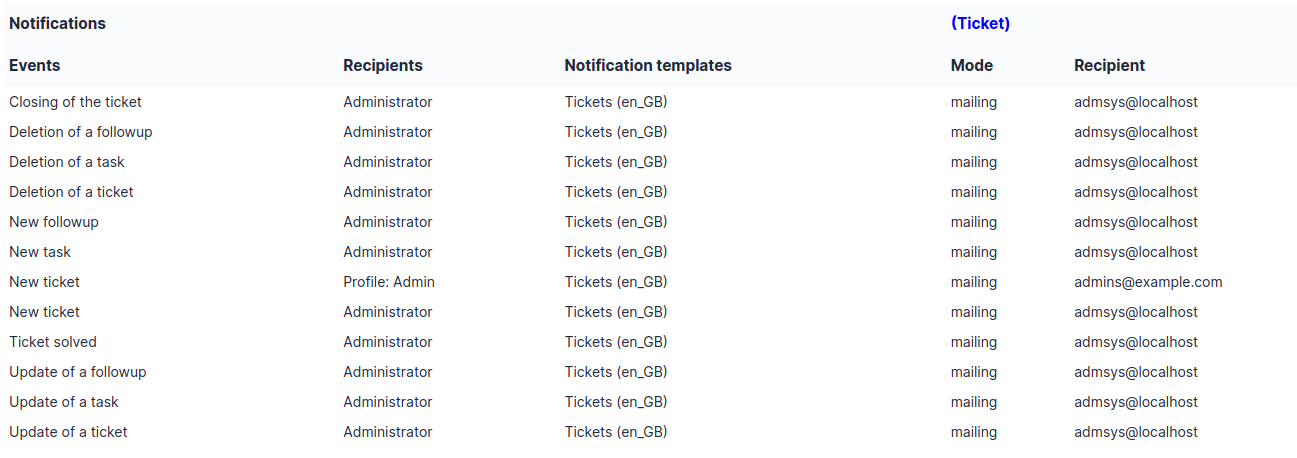 Notifications (Ticket)
Events Recipients Notification templates Mode Recipient
Closing of the ticket Administrator Tickets (en_GB) mailing admsys@localhost
Deletion of a followup Administrator Tickets (en_GB) mailing admsys@localhost
Deletion of a task Administrator Tickets (en_GB) mailing admsys@localhost
Deletion of a ticket Administrator Tickets (en_GB) mailing admsys@localhost
New followup Administrator Tickets (en_GB) mailing admsys@localhost
New task Administrator Tickets (en_GB) mailing admsys@localhost
New ticket Profile: Admin Tickets (en_GB) mailing admins@example.com
New ticket Administrator Tickets (en_GB) mailing admsys@localhost
Ticket solved Administrator Tickets (en_GB) mailing admsys@localhost
Update of a followup Administrator Tickets (en_GB) mailing admsys@localhost
Update of a task Administrator Tickets (en_GB) mailing admsys@localhost
Update of a ticket Administrator Tickets (en_GB) mailing admsys@localhost